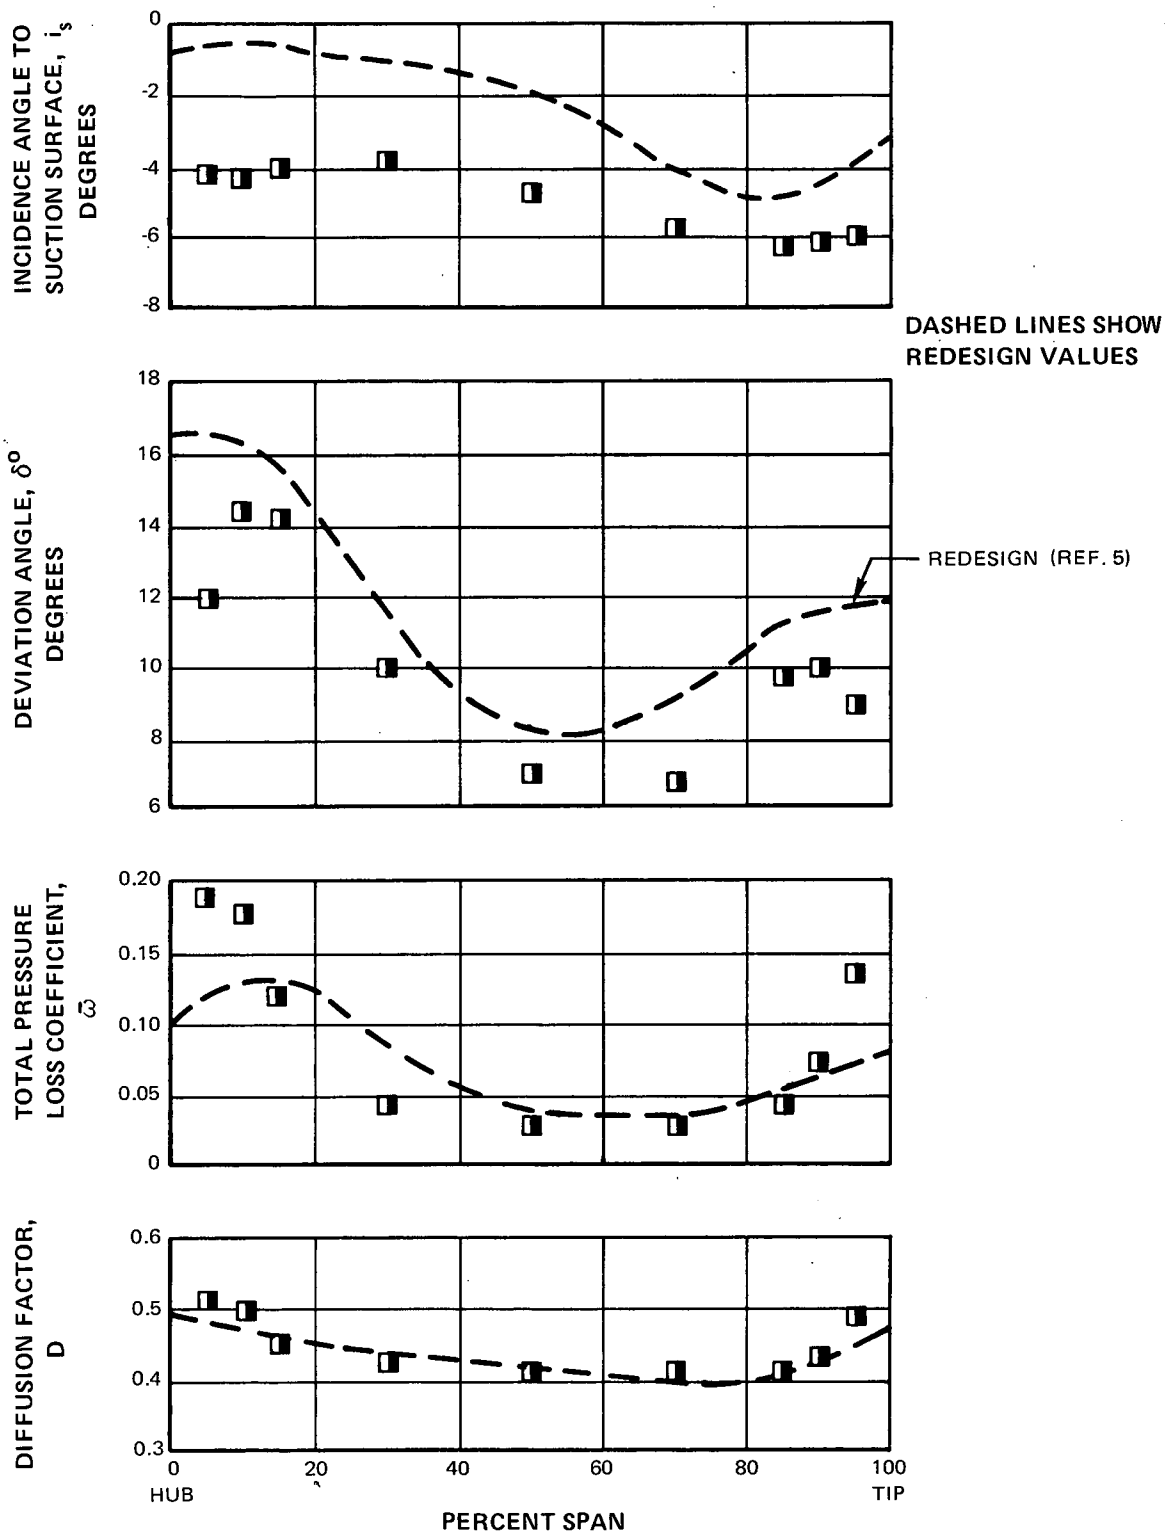 INCIDENCE ANGLE TO
SUCTION SURFACE, i_s
DEGREES
0
-2
-4
-6
-8
DASHED LINES SHOW
REDESIGN VALUES
DEVIATION ANGLE, δ°
DEGREES
18
16
14
12
10
8
6
REDESIGN (REF. 5)
TOTAL PRESSURE
LOSS COEFFICIENT,
ω̄
0.20
0.15
0.10
0.05
0
DIFFUSION FACTOR,
D
0.6
0.5
0.4
0.3
0 20 40 60 80 100
HUB TIP
PERCENT SPAN